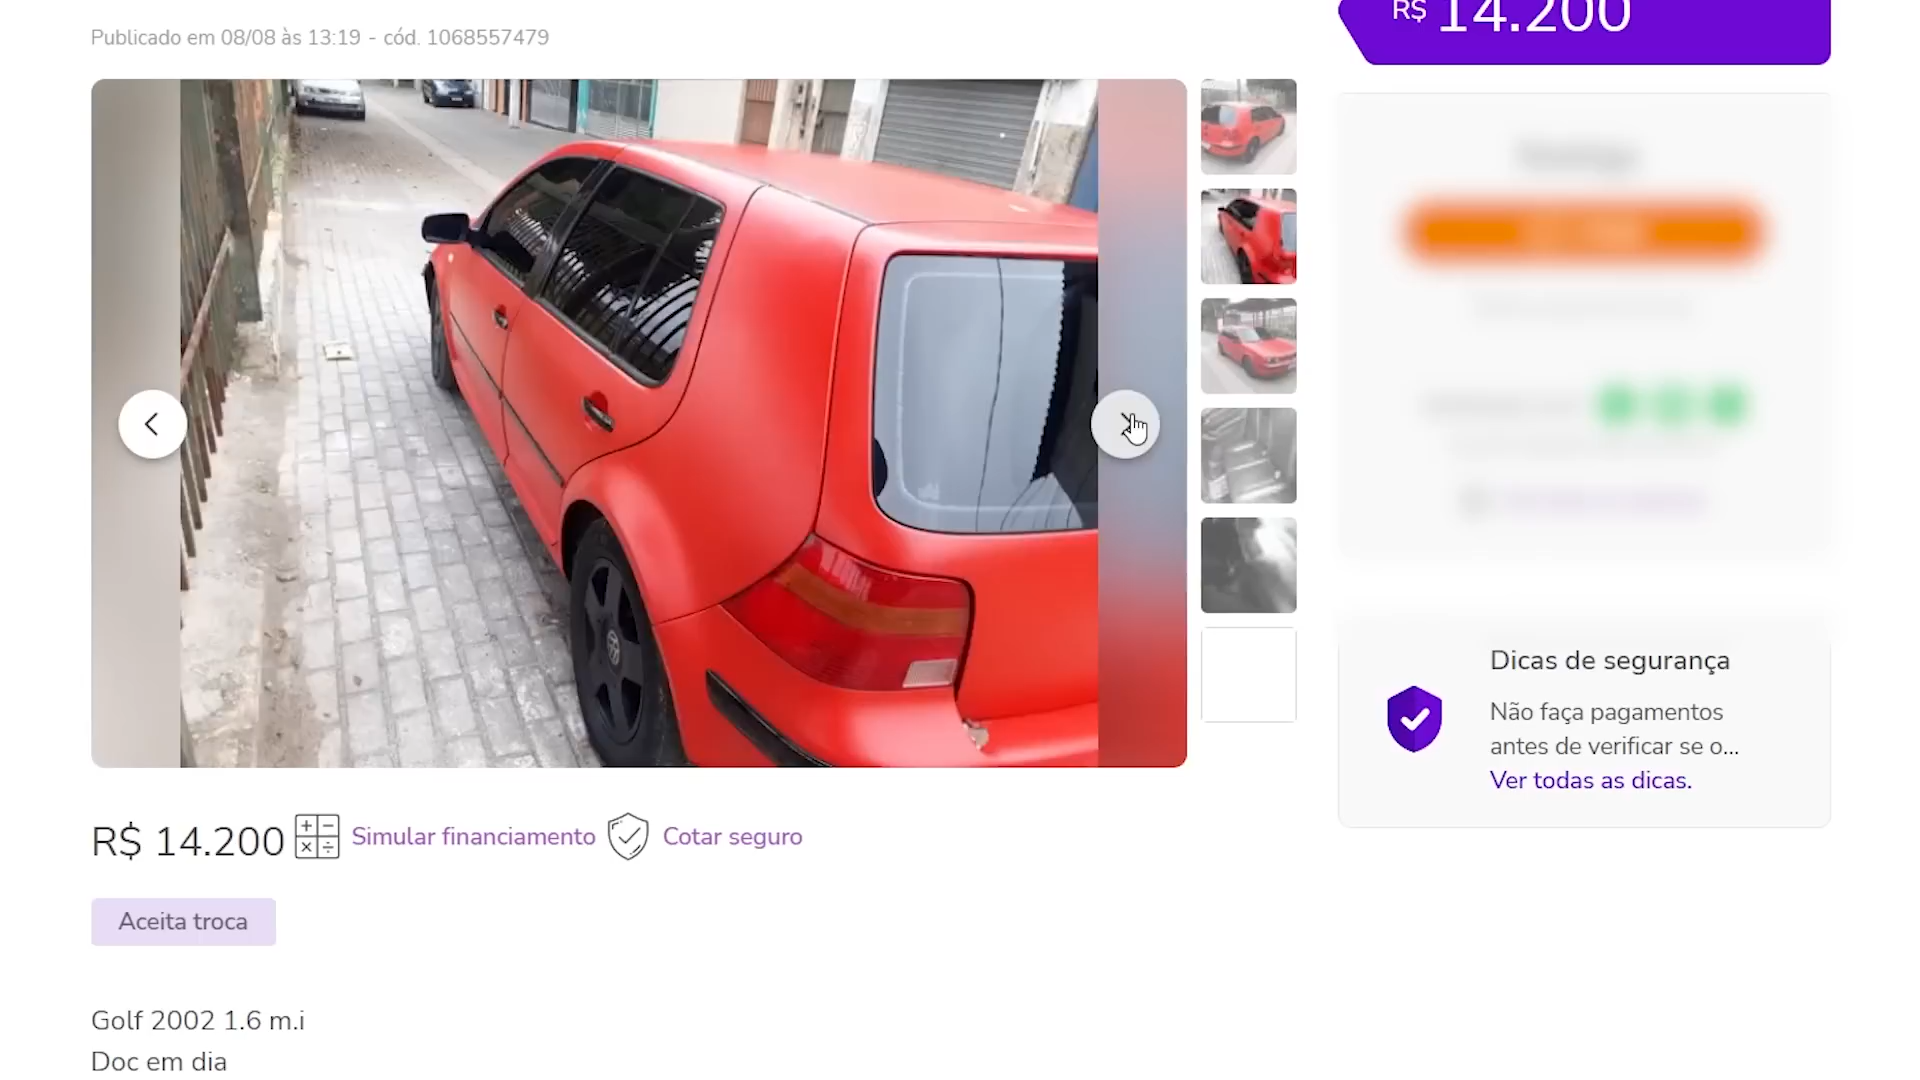 Publicado em 08/08 às 13:19 - cód. 1068557479
R$ 14.200
R$ 14.200
Simular financiamento
Cotar seguro
Aceita troca
Golf 2002 1.6 m.i
Doc em dia
Dicas de segurança
Não faça pagamentos
antes de verificar se o...
Ver todas as dicas.